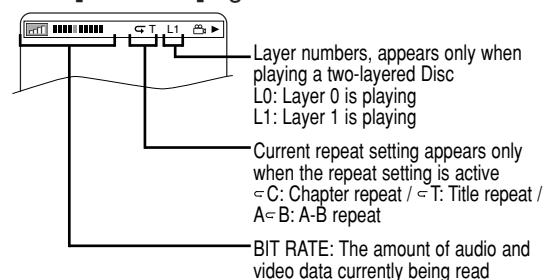 T L1
Layer numbers, appears only when
playing a two-layered Disc
L0: Layer 0 is playing
L1: Layer 1 is playing
Current repeat setting appears only
when the repeat setting is active
C: Chapter repeat / T: Title repeat /
A B: A-B repeat
BIT RATE: The amount of audio and
video data currently being read